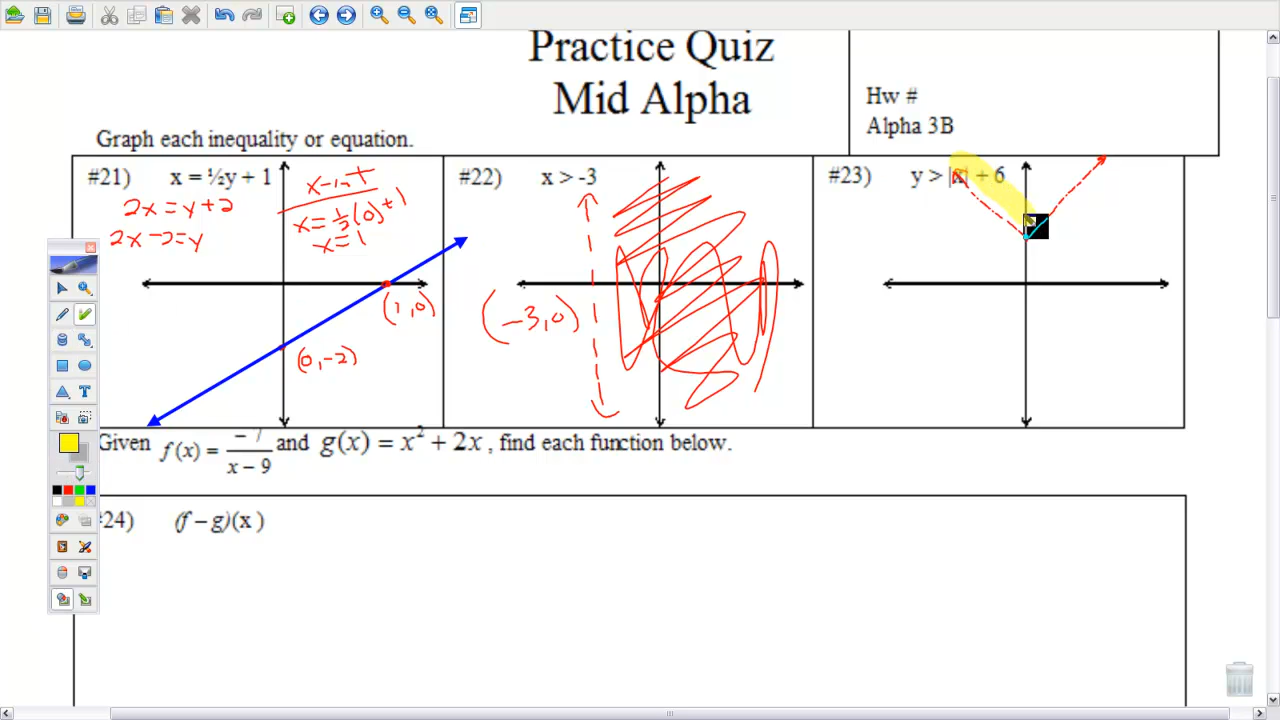 Practice Quiz
Mid Alpha
Hw #
Alpha 3B
Graph each inequality or equation.
#21) x = ½y + 1
2x = y + 2
2x - 2 = y
x-int
x = 1/2 (0) + 1
x = 1
(1, 0)
(0, -2)
#22) x > -3
(-3, 0)
#23) y > |x| + 6
Given f(x) = -7 / x - 9 and g(x) = x² + 2x, find each function below.
#24) (f - g)(x )